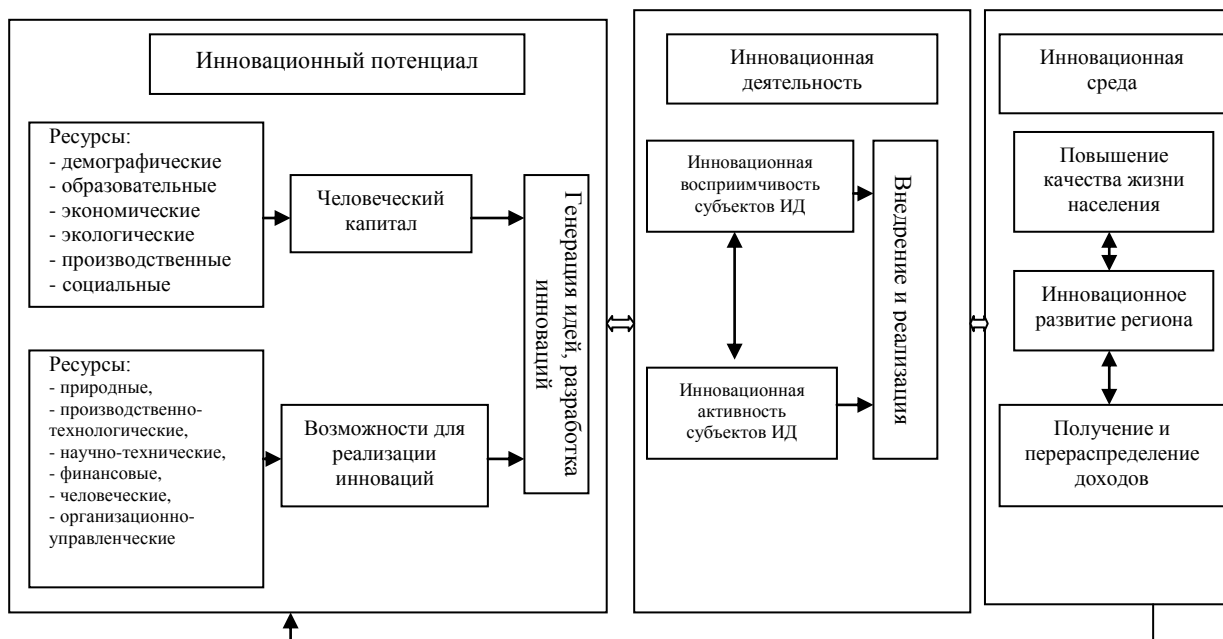 Инновационный потенциал
Ресурсы:
- демографические
- образовательные
- экономические
- экологические
- производственные
- социальные
Человеческий
капитал
Ресурсы:
- природные,
- производственно-
технологические,
- научно-технические,
- финансовые,
- человеческие,
- организационно-
управленческие
Возможности для
реализации
инноваций
Генерация идей, разработка
инноваций
Инновационная
деятельность
Инновационная
восприимчивость
субъектов ИД
Инновационная
активность
субъектов ИД
Внедрение и реализация
Инновационная
среда
Повышение
качества жизни
населения
Инновационное
развитие региона
Получение и
перераспределение
доходов